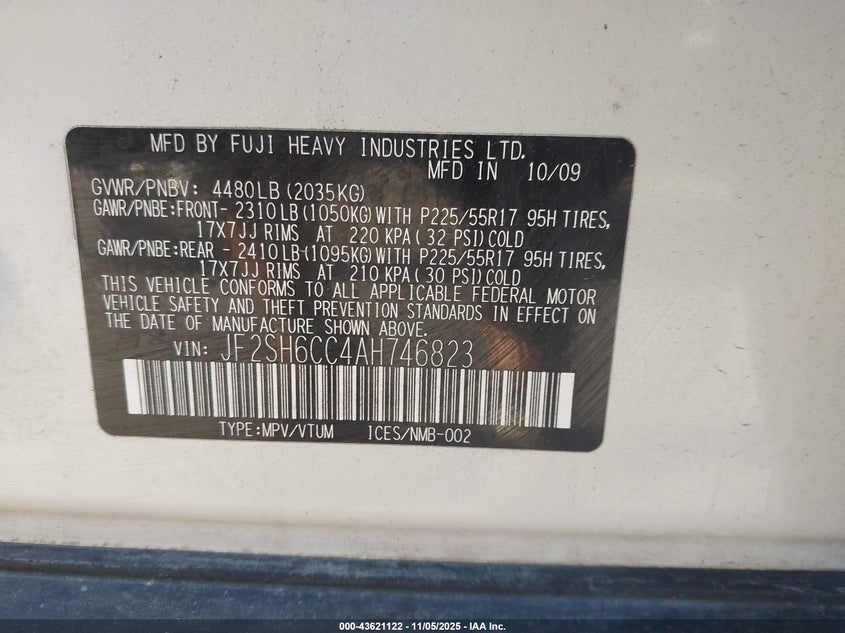 MFD BY FUJI HEAVY INDUSTRIES LTD.
MFD IN 10/09
GVWR/PNBV: 4480LB (2035KG)
GAWR/PNBE:FRONT- 2310LB (1050KG) WITH P225/55R17 95H TIRES,
17X7JJ RIMS AT 220 KPA (32 PSI) COLD
GAWR/PNBE:REAR - 2410LB (1095KG) WITH P225/55R17 95H TIRES,
17X7JJ RIMS AT 210 KPA (30 PSI) COLD
THIS VEHICLE CONFORMS TO ALL APPLICABLE FEDERAL MOTOR
VEHICLE SAFETY AND THEFT PREVENTION STANDARDS IN EFFECT ON
THE DATE OF MANUFACTURE SHOWN ABOVE.
VIN: JF2SH6CC4AH746823
TYPE:MPV/VTUM ICES/NMB-002
000-43621122 - 11/05/2025 - IAA Inc.